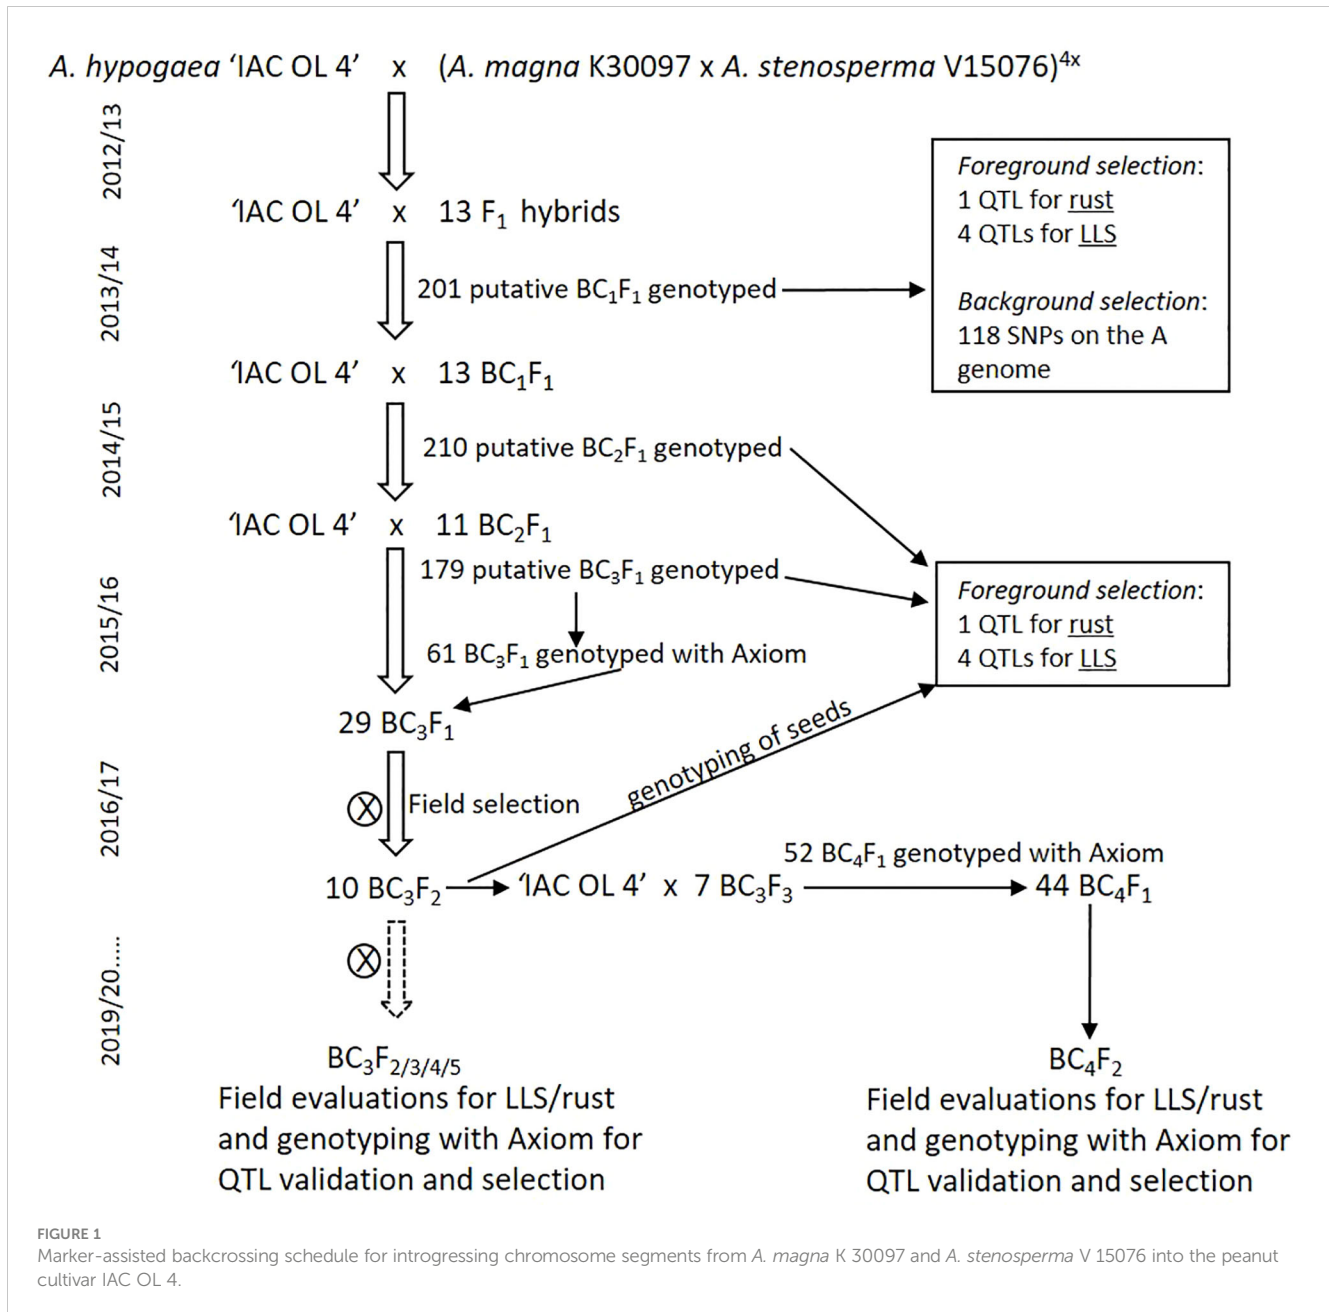 A. hypogaea ‘IAC OL 4’ x (A. magna K30097 x A. stenosperma V15076)4x
2012/13
‘IAC OL 4’ x 13 F1 hybrids
Foreground selection:
1 QTL for rust
4 QTLs for LLS
Background selection:
118 SNPs on the A
genome
2013/14
201 putative BC1F1 genotyped
‘IAC OL 4’ x 13 BC1F1
2014/15
210 putative BC2F1 genotyped
‘IAC OL 4’ x 11 BC2F1
2015/16
179 putative BC3F1 genotyped
61 BC3F1 genotyped with Axiom
Foreground selection:
1 QTL for rust
4 QTLs for LLS
29 BC3F1
genotyping of seeds
2016/17
X Field selection
52 BC4F1 genotyped with Axiom
10 BC3F2 ‘IAC OL 4’ x 7 BC3F3 44 BC4F1
2019/20.....
X
BC3F2/3/4/5
Field evaluations for LLS/rust
and genotyping with Axiom for
QTL validation and selection
BC4F2
Field evaluations for LLS/rust
and genotyping with Axiom for
QTL validation and selection
FIGURE 1
Marker-assisted backcrossing schedule for introgressing chromosome segments from A. magna K 30097 and A. stenosperma V 15076 into the peanut
cultivar IAC OL 4.